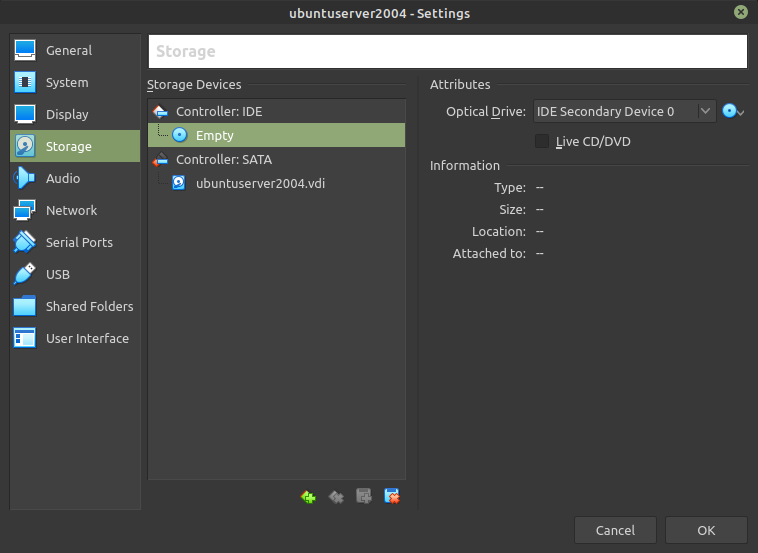 ubuntuserver2004 - Settings
General
System
Display
Storage
Audio
Network
Serial Ports
USB
Shared Folders
User Interface
Storage
Storage Devices
Controller: IDE
Empty
Controller: SATA
ubuntuserver2004.vdi
Attributes
Optical Drive: IDE Secondary Device 0
Live CD/DVD
Information
Type: --
Size: --
Location: --
Attached to: --
Cancel
OK